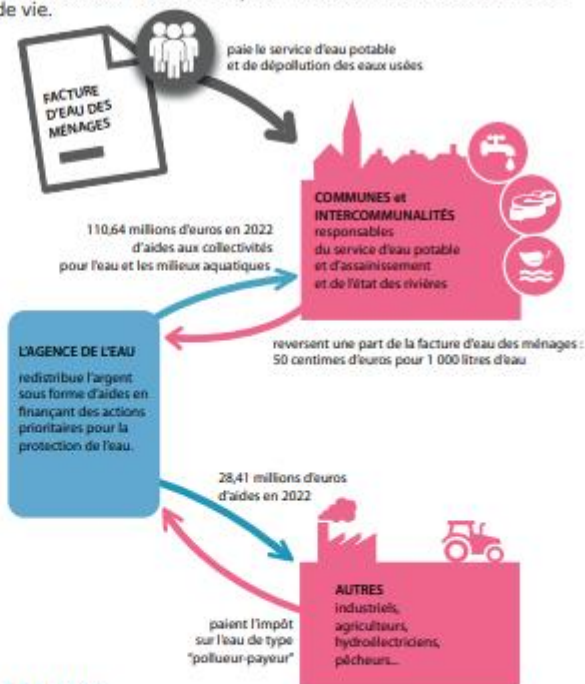 de vie.
paie le service d'eau potable
et de dépollution des eaux usées
FACTURE
D'EAU DES
MÉNAGES
COMMUNES et
INTERCOMMUNALITÉS
responsables
du service d'eau potable
et d'assainissement
et de l'état des rivières
110,64 millions d'euros en 2022
d'aides aux collectivités
pour l'eau et les milieux aquatiques
reversent une part de la facture d'eau des ménages :
50 centimes d'euros pour 1 000 litres d'eau
L'AGENCE DE L'EAU
redistribue l'argent
sous forme d'aides en
finançant des actions
prioritaires pour la
protection de l'eau.
28,41 millions d'euros
d'aides en 2022
paient l'impôt
sur l'eau de type
"pollueur-payeur"
AUTRES
industriels,
agriculteurs,
hydroélectriciens,
pêcheurs...